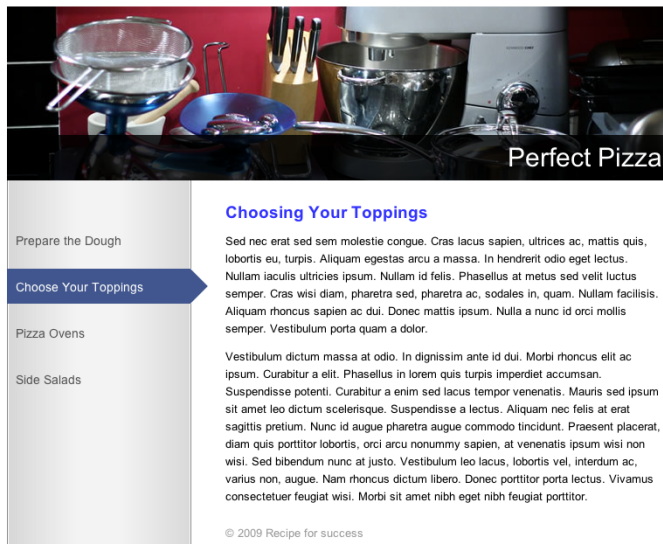 Perfect Pizza
Prepare the Dough
Choose Your Toppings
Pizza Ovens
Side Salads
Choosing Your Toppings
Sed nec erat sed sem molestie congue. Cras lacus sapien, ultrices ac, mattis quis,
lobortis eu, turpis. Aliquam egestas arcu a massa. In hendrerit odio eget lectus.
Nullam iaculis ultricies ipsum. Nullam id felis. Phasellus at metus sed velit luctus
semper. Cras wisi diam, pharetra sed, pharetra ac, sodales in, quam. Nullam facilisis.
Aliquam rhoncus sapien ac dui. Donec mattis ipsum. Nulla a nunc id orci mollis
semper. Vestibulum porta quam a dolor.
Vestibulum dictum massa at odio. In dignissim ante id dui. Morbi rhoncus elit ac
ipsum. Curabitur a elit. Phasellus in lorem quis turpis imperdiet accumsan.
Suspendisse potenti. Curabitur a enim sed lacus tempor venenatis. Mauris sed ipsum
sit amet leo dictum scelerisque. Suspendisse a lectus. Aliquam nec felis at erat
sagittis pretium. Nunc id augue pharetra augue commodo tincidunt. Praesent placerat,
diam quis porttitor lobortis, orci arcu nonummy sapien, at venenatis ipsum wisi non
wisi. Sed bibendum nunc at justo. Vestibulum leo lacus, lobortis vel, interdum ac,
varius non, augue. Nam rhoncus dictum libero. Donec porttitor porta lectus. Vivamus
consectetuer feugiat wisi. Morbi sit amet nibh eget nibh feugiat porttitor.
© 2009 Recipe for success